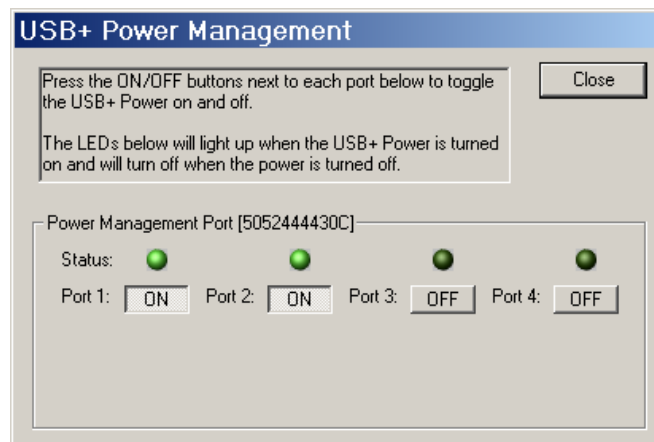 USB+ Power Management
Press the ON/OFF buttons next to each port below to toggle
the USB+ Power on and off.
The LEDs below will light up when the USB+ Power is turned
on and will turn off when the power is turned off.
Close
Power Management Port [5052444430C]
Status:
Port 1: ON Port 2: ON Port 3: OFF Port 4: OFF